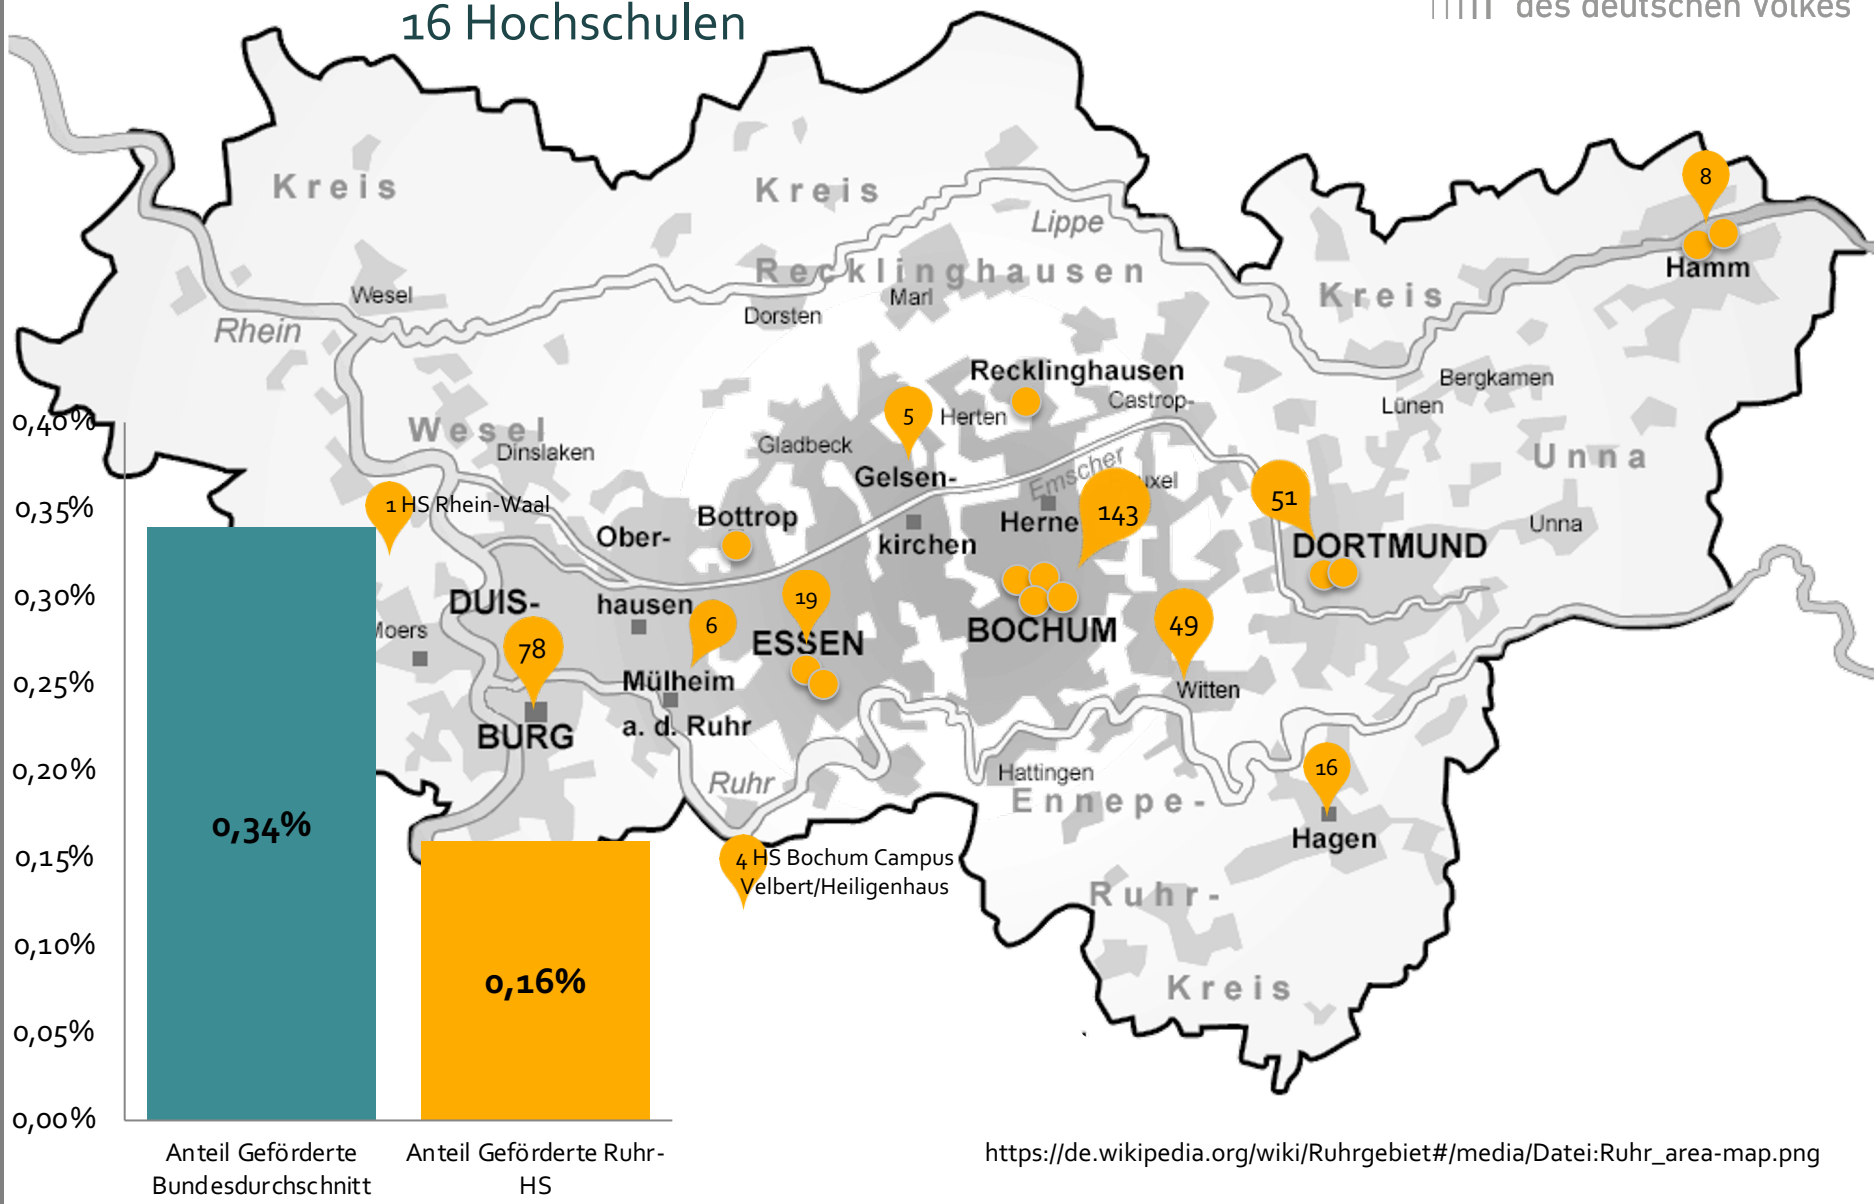 16 Hochschulen
des deutschen Volkes
Kreis
Kreis
Lippe
8
Recklinghausen
Hamm
Wesel
Marl
Kreis
Rhein
Dorsten
Recklinghausen
Bergkamen
Castrop-
Lünen
5
Herten
0,40%
Wesel
Gladbeck
Dinslaken
Unna
Gelsen-
Emscher
uxel
51
1 HS Rhein-Waal
0,35%
Bottrop
Herne
143
Unna
Ober-
kirchen
DORTMUND
0,30%
DUIS-
hausen
19
6
49
Moers
ESSEN
BOCHUM
78
0,25%
Mülheim
Witten
a. d. Ruhr
BURG
0,20%
Ruhr
Hattingen
16
Ennepe-
0,34%
Hagen
0,15%
4 HS Bochum Campus
Velbert/Heiligenhaus
Ruhr-
0,10%
0,16%
Kreis
0,05%
0,00%
Anteil Geförderte
Bundesdurchschnitt
Anteil Geförderte Ruhr-
HS
https://de.wikipedia.org/wiki/Ruhrgebiet#/media/Datei:Ruhr_area-map.png